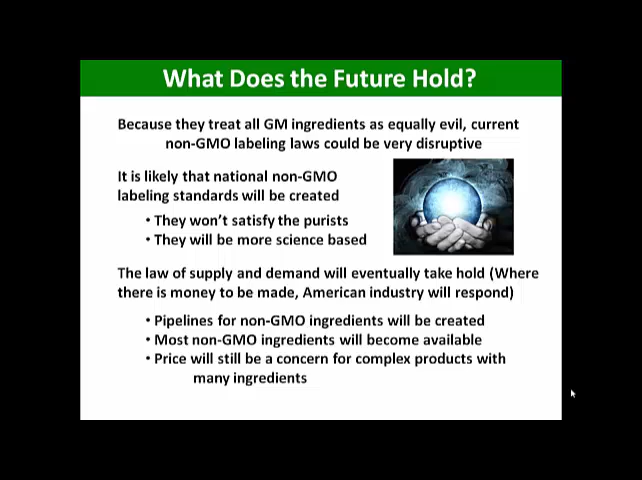 What Does the Future Hold?
Because they treat all GM ingredients as equally evil, current
non-GMO labeling laws could be very disruptive
It is likely that national non-GMO
labeling standards will be created
• They won't satisfy the purists
• They will be more science based
The law of supply and demand will eventually take hold (Where
there is money to be made, American industry will respond)
• Pipelines for non-GMO ingredients will be created
• Most non-GMO ingredients will become available
• Price will still be a concern for complex products with
many ingredients